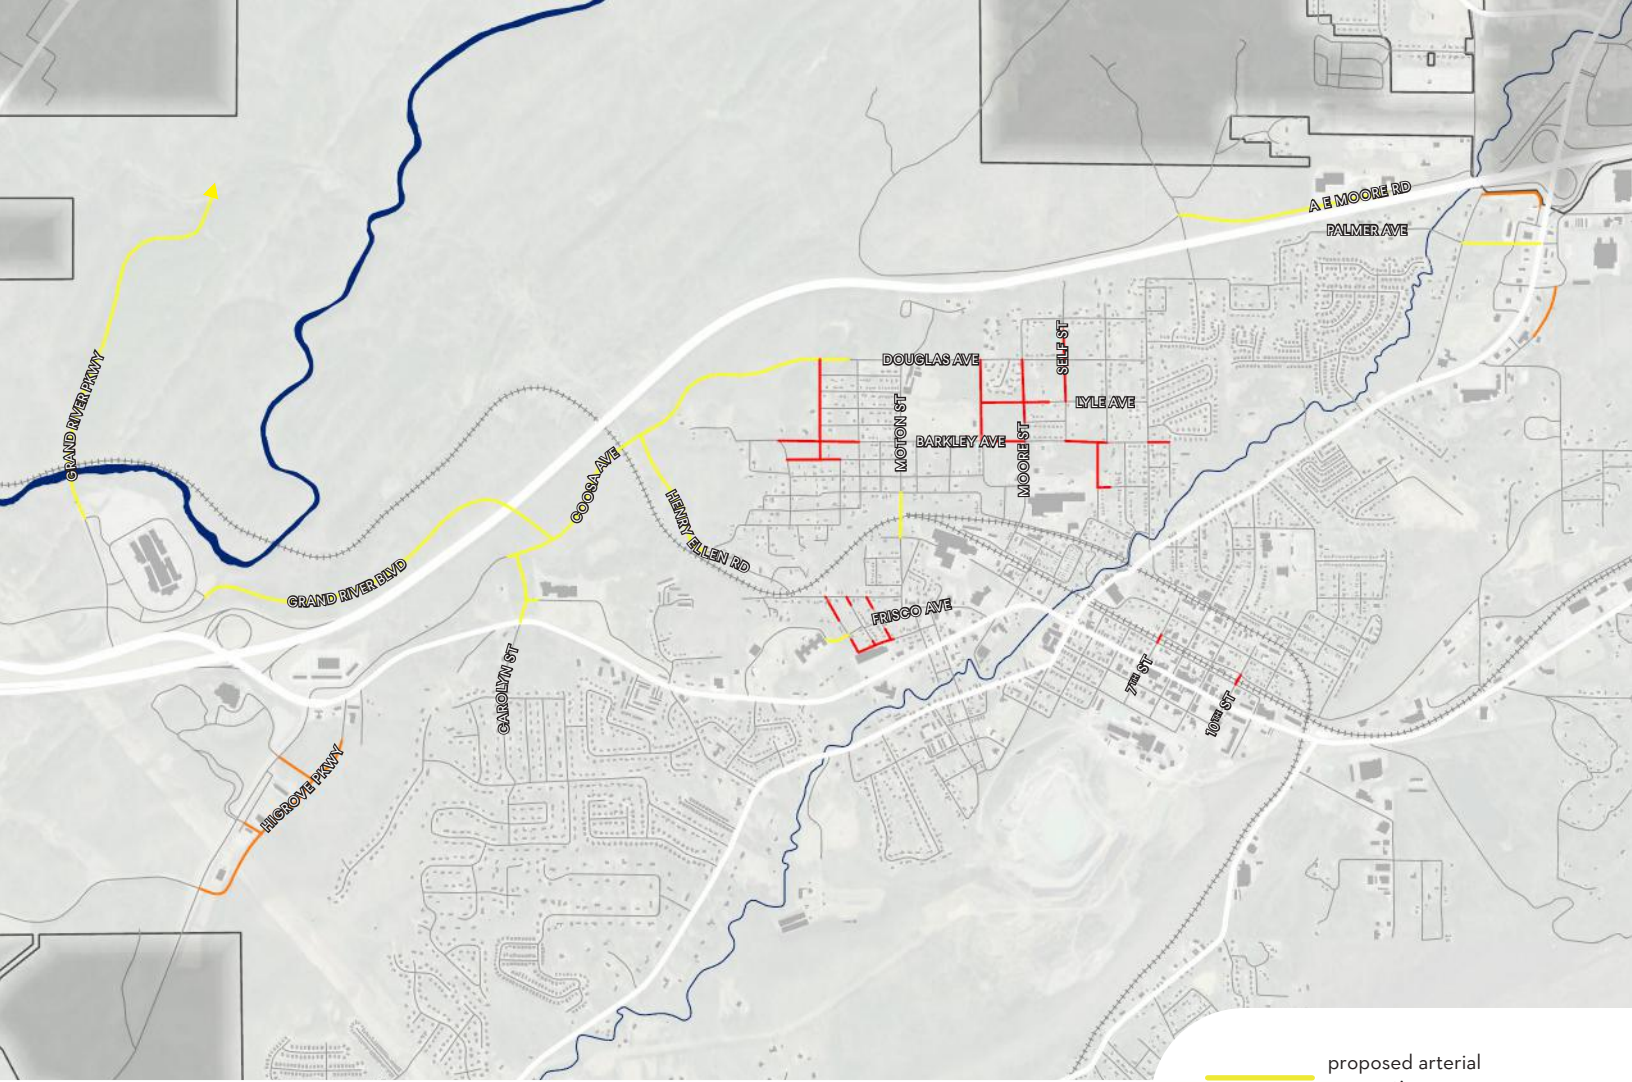 A E MOORE RD
PALMER AVE
SELF ST
DOUGLAS AVE
GRAND RIVER PKWY
LYLE AVE
MOTON ST
BARKLEY AVE
MOORE ST
COOSA AVE
HENRY ELLEN RD
GRAND RIVER BLVD
FRISCO AVE
CAROLYN ST
7TH ST
10TH ST
HIGROVE PKWY
proposed arterial